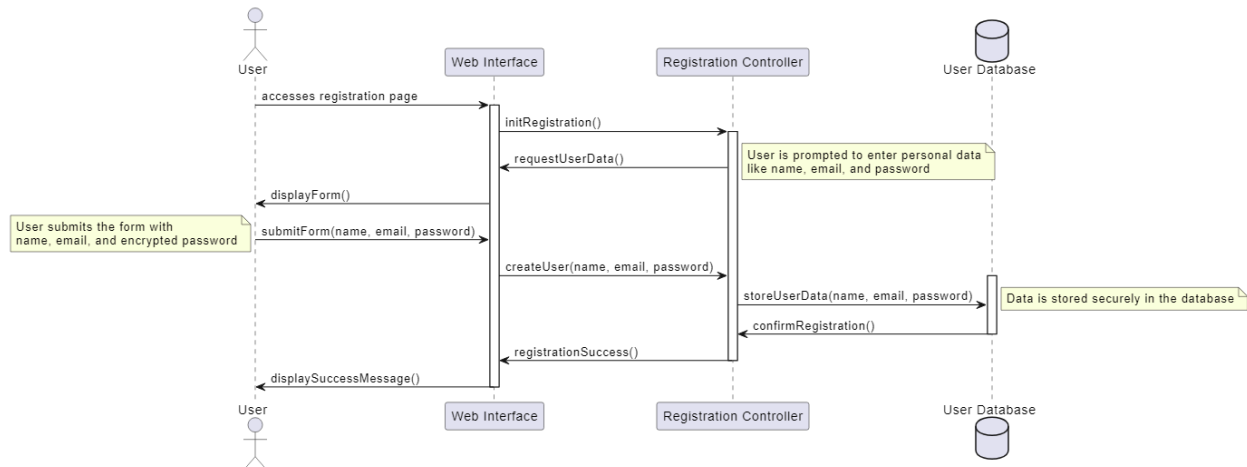 User
Web Interface
Registration Controller
User Database
accesses registration page
initRegistration()
requestUserData()
User is prompted to enter personal data
like name, email, and password
displayForm()
User submits the form with
name, email, and encrypted password
submitForm(name, email, password)
createUser(name, email, password)
storeUserData(name, email, password)
Data is stored securely in the database
confirmRegistration()
registrationSuccess()
displaySuccessMessage()
User
Web Interface
Registration Controller
User Database